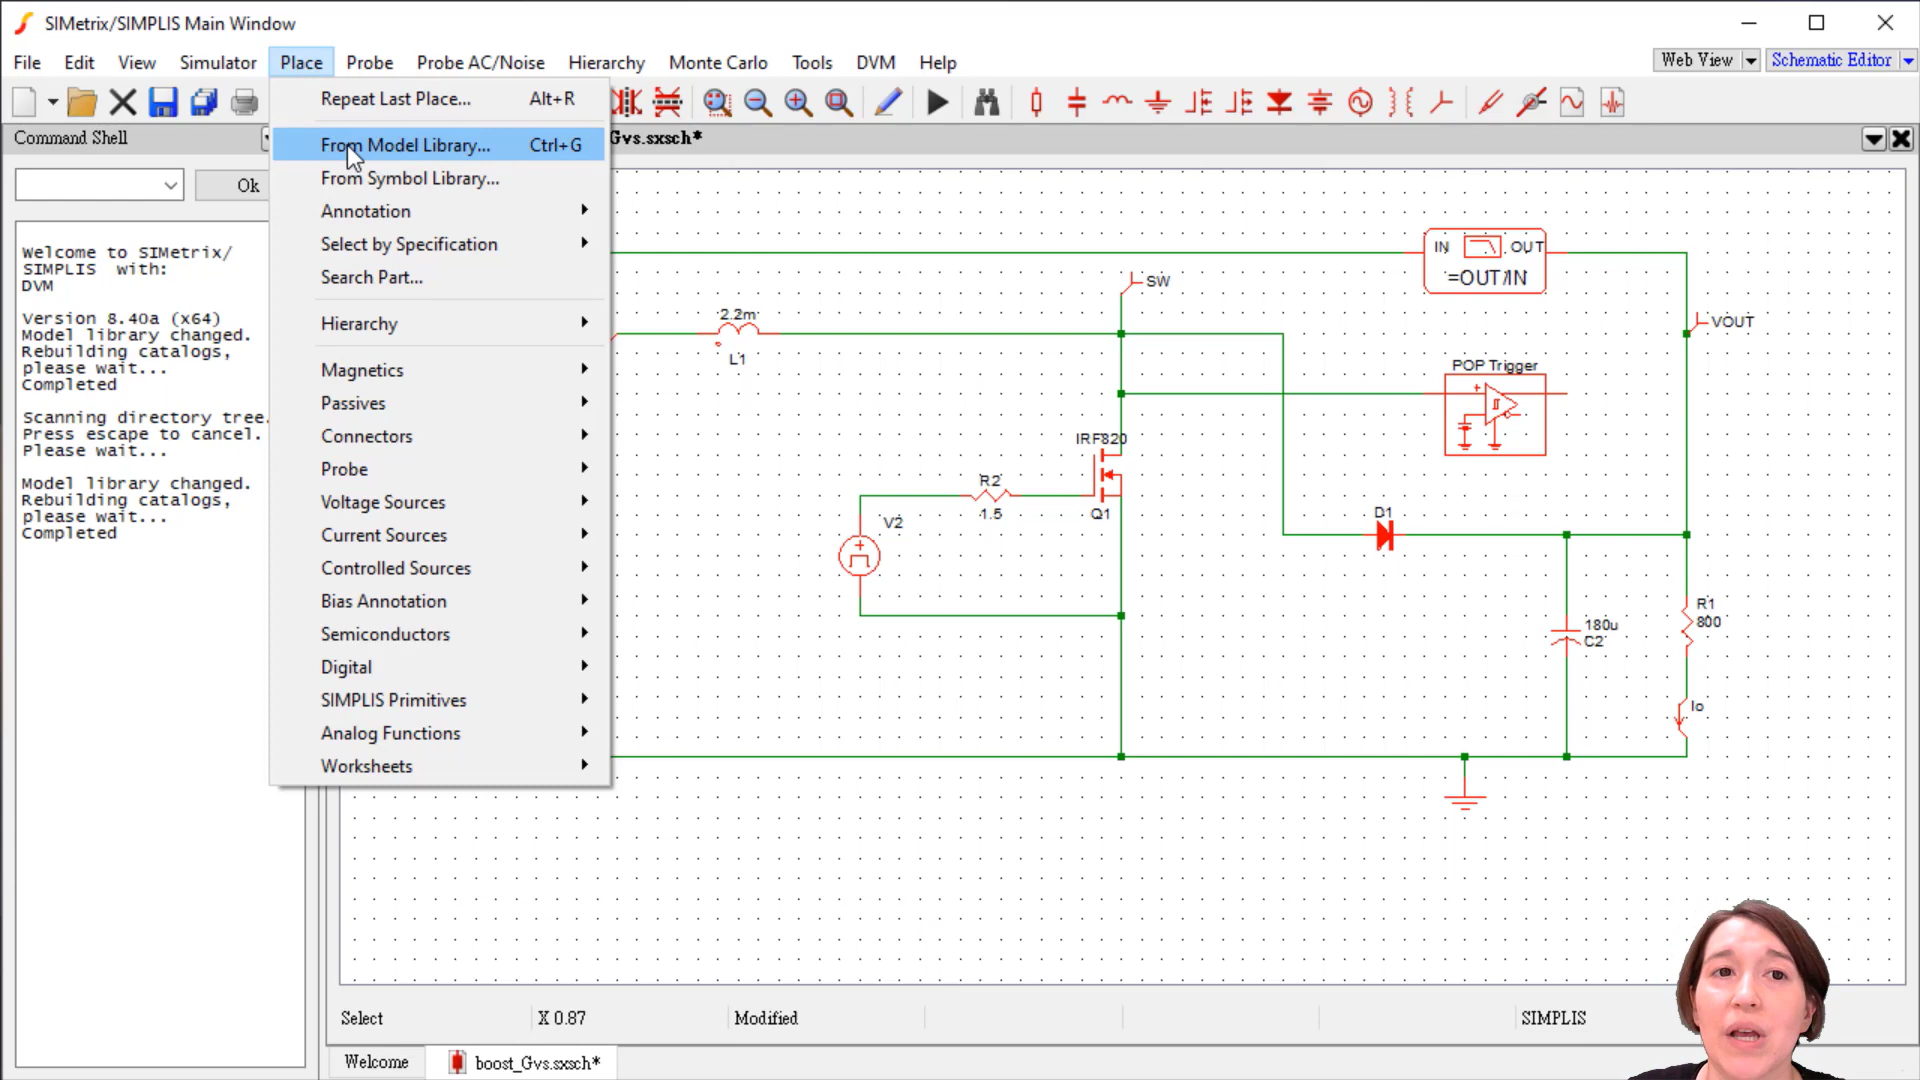 SIMetrix/SIMPLIS Main Window
File Edit View Simulator Place Probe Probe AC/Noise Hierarchy Monte Carlo Tools DVM Help
Web View Schematic Editor
Command Shell
Gvs.sxsch*
Ok
Welcome to SIMetrix/
SIMPLIS with:
DVM
Version 8.40a (x64)
Model library changed.
Rebuilding catalogs,
please wait...
Completed
Scanning directory tree.
Press escape to cancel.
Please wait...
Model library changed.
Rebuilding catalogs,
please wait...
Completed
Repeat Last Place... Alt+R
From Model Library... Ctrl+G
From Symbol Library...
Annotation
Select by Specification
Search Part...
Hierarchy
Magnetics
Passives
Connectors
Probe
Voltage Sources
Current Sources
Controlled Sources
Bias Annotation
Semiconductors
Digital
SIMPLIS Primitives
Analog Functions
Worksheets
IN OUT
=OUT/IN
SW
2.2m
L1
VOUT
POP Trigger
IRF820
R2
1.5
Q1
V2
D1
180u
C2
R1
800
Io
Select X 0.87 Modified SIMPLIS
Welcome boost_Gvs.sxsch*